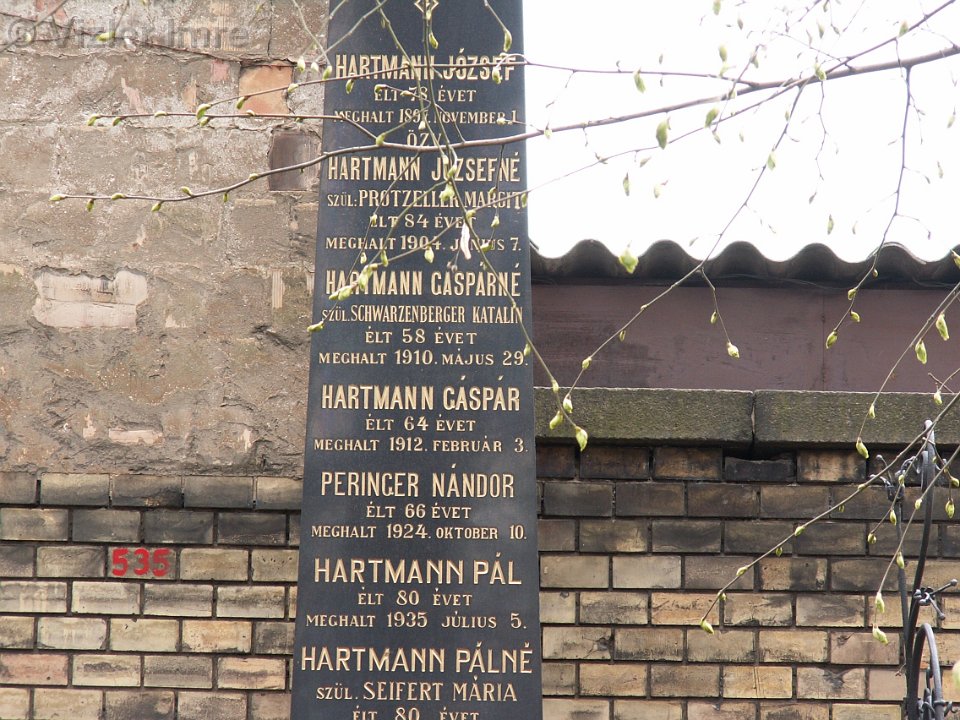 © Vizler Imre
HARTMANN JÓZSEF
ÉLT 78 ÉVET
MEGHALT NOVEMBER 1
ÖZV.
HARTMANN JÓZSEFNÉ
SZÜL. PROTZELLER MARGIT
ÉLT 84 ÉVET
MEGHALT 1904. JÚNIUS 7.
HARTMANN GÁSPÁRNÉ
SZÜL. SCHWARZENBERGER KATALIN
ÉLT 58 ÉVET
MEGHALT 1910. MÁJUS 29.
HARTMANN GÁSPÁR
ÉLT 64 ÉVET
MEGHALT 1912. FEBRUÁR 3.
PERINGER NÁNDOR
ÉLT 66 ÉVET
MEGHALT 1924. OKTOBER 10.
535
HARTMANN PÁL
ÉLT 80 ÉVET
MEGHALT 1935 JÚLIUS 5.
HARTMANN PÁLNÉ
SZÜL. SEIFERT MÁRIA
ÉLT 80 ÉVET